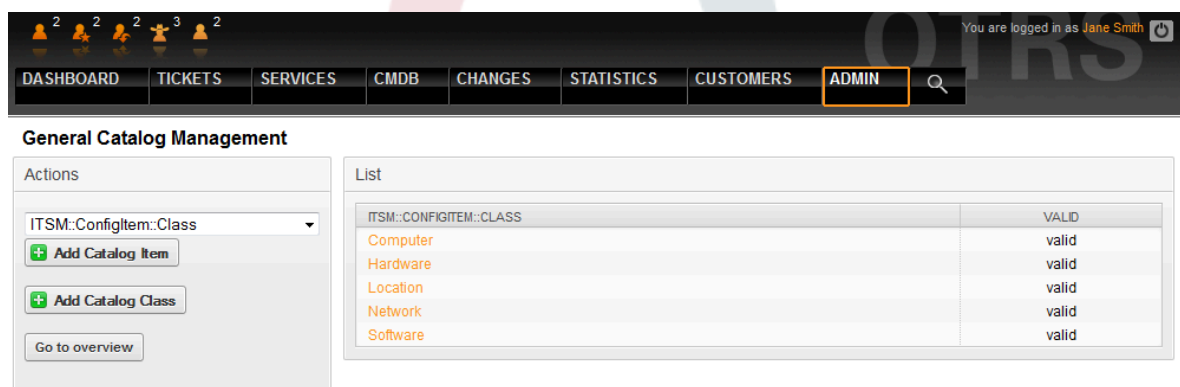 2 2 2 3 2
OTRS
You are logged in as Jane Smith
DASHBOARD TICKETS SERVICES CMDB CHANGES STATISTICS CUSTOMERS ADMIN
General Catalog Management
Actions
ITSM::ConfigItem::Class
Add Catalog Item
Add Catalog Class
Go to overview
List
ITSM::CONFIGITEM::CLASS VALID
Computer valid
Hardware valid
Location valid
Network valid
Software valid